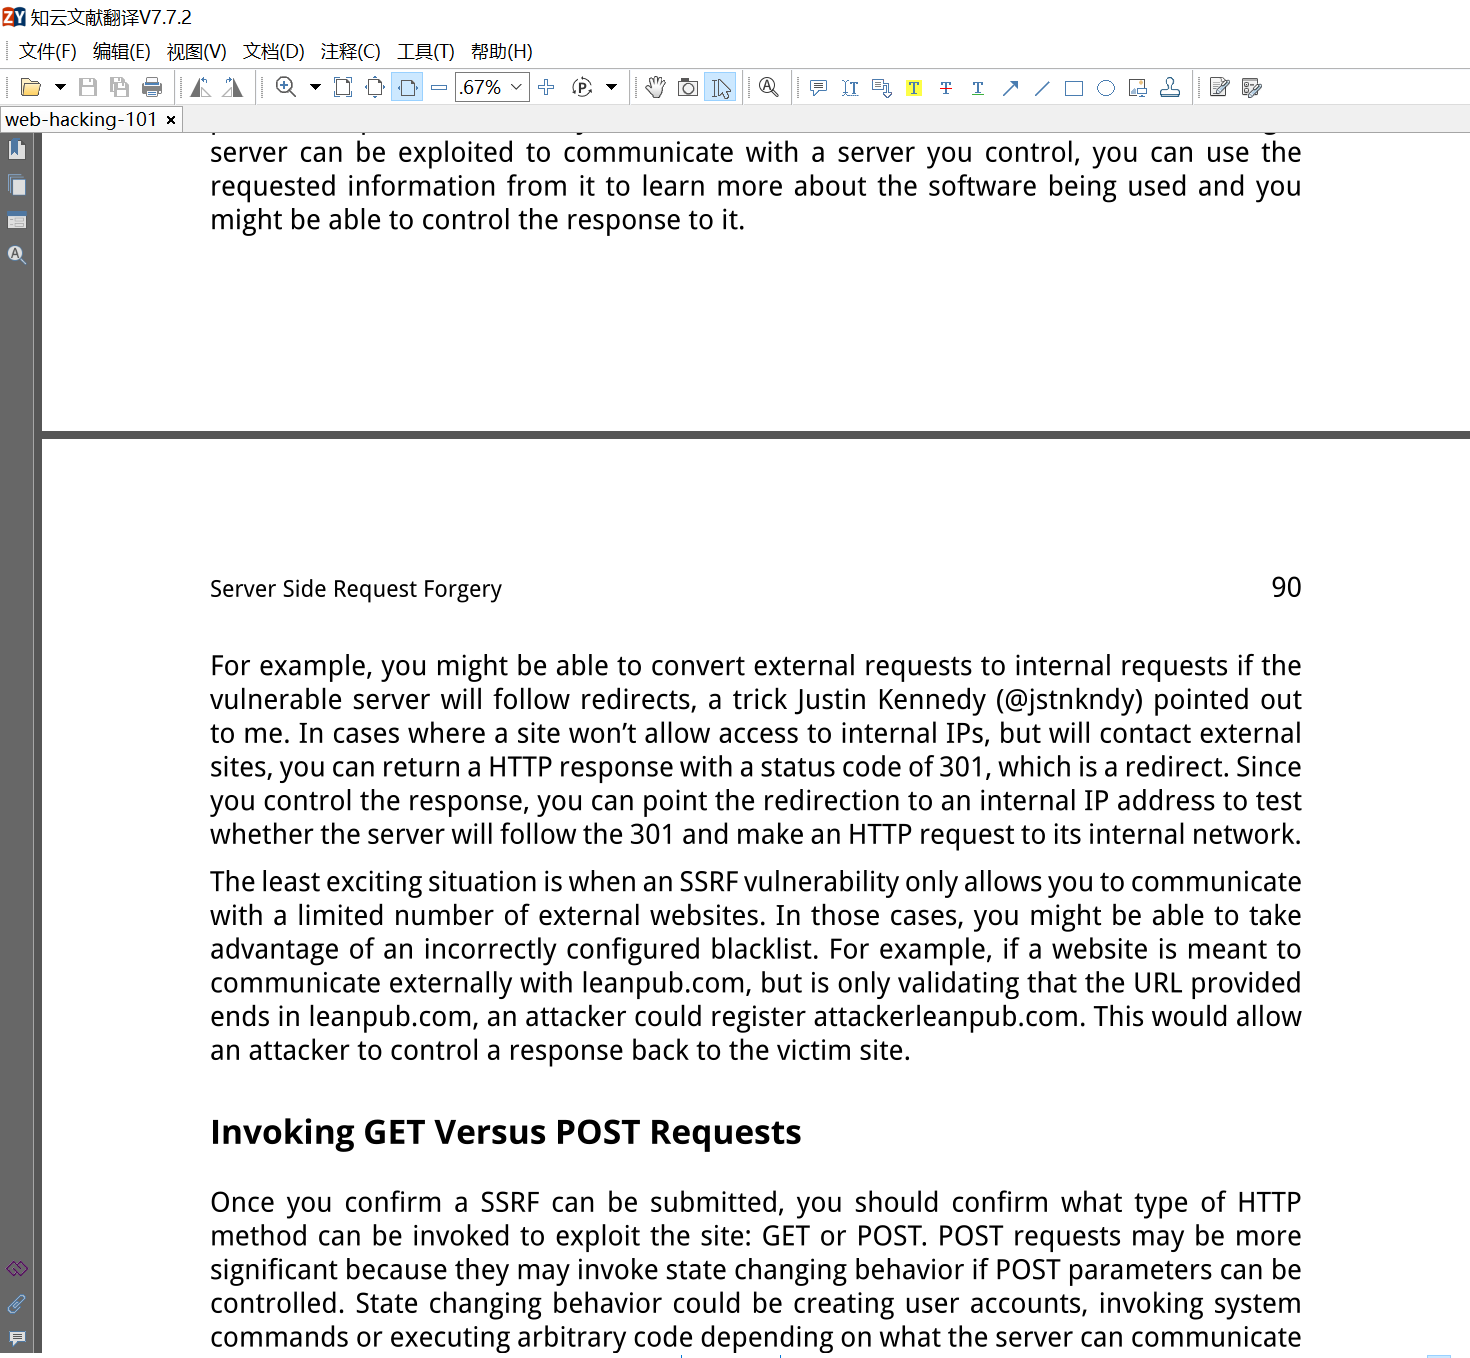 知云文献翻译V7.7.2
文件(F) 编辑(E) 视图(V) 文档(D) 注释(C) 工具(T) 帮助(H)
.67%
web-hacking-101
server can be exploited to communicate with a server you control, you can use the
requested information from it to learn more about the software being used and you
might be able to control the response to it.
Server Side Request Forgery 90
For example, you might be able to convert external requests to internal requests if the
vulnerable server will follow redirects, a trick Justin Kennedy (@jstnkndy) pointed out
to me. In cases where a site won’t allow access to internal IPs, but will contact external
sites, you can return a HTTP response with a status code of 301, which is a redirect. Since
you control the response, you can point the redirection to an internal IP address to test
whether the server will follow the 301 and make an HTTP request to its internal network.
The least exciting situation is when an SSRF vulnerability only allows you to communicate
with a limited number of external websites. In those cases, you might be able to take
advantage of an incorrectly configured blacklist. For example, if a website is meant to
communicate externally with leanpub.com, but is only validating that the URL provided
ends in leanpub.com, an attacker could register attackerleanpub.com. This would allow
an attacker to control a response back to the victim site.
Invoking GET Versus POST Requests
Once you confirm a SSRF can be submitted, you should confirm what type of HTTP
method can be invoked to exploit the site: GET or POST. POST requests may be more
significant because they may invoke state changing behavior if POST parameters can be
controlled. State changing behavior could be creating user accounts, invoking system
commands or executing arbitrary code depending on what the server can communicate